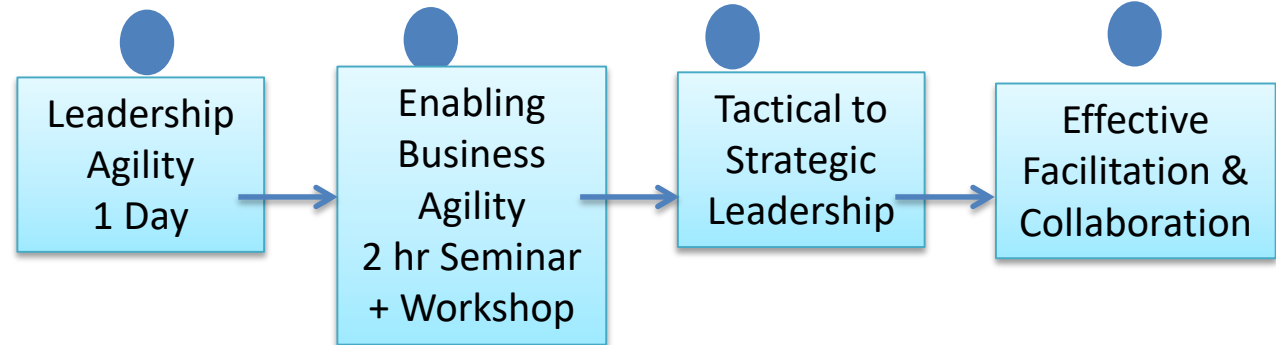 Leadership
Agility
1 Day
Enabling
Business
Agility
2 hr Seminar
+ Workshop
Tactical to
Strategic
Leadership
Effective
Facilitation &
Collaboration